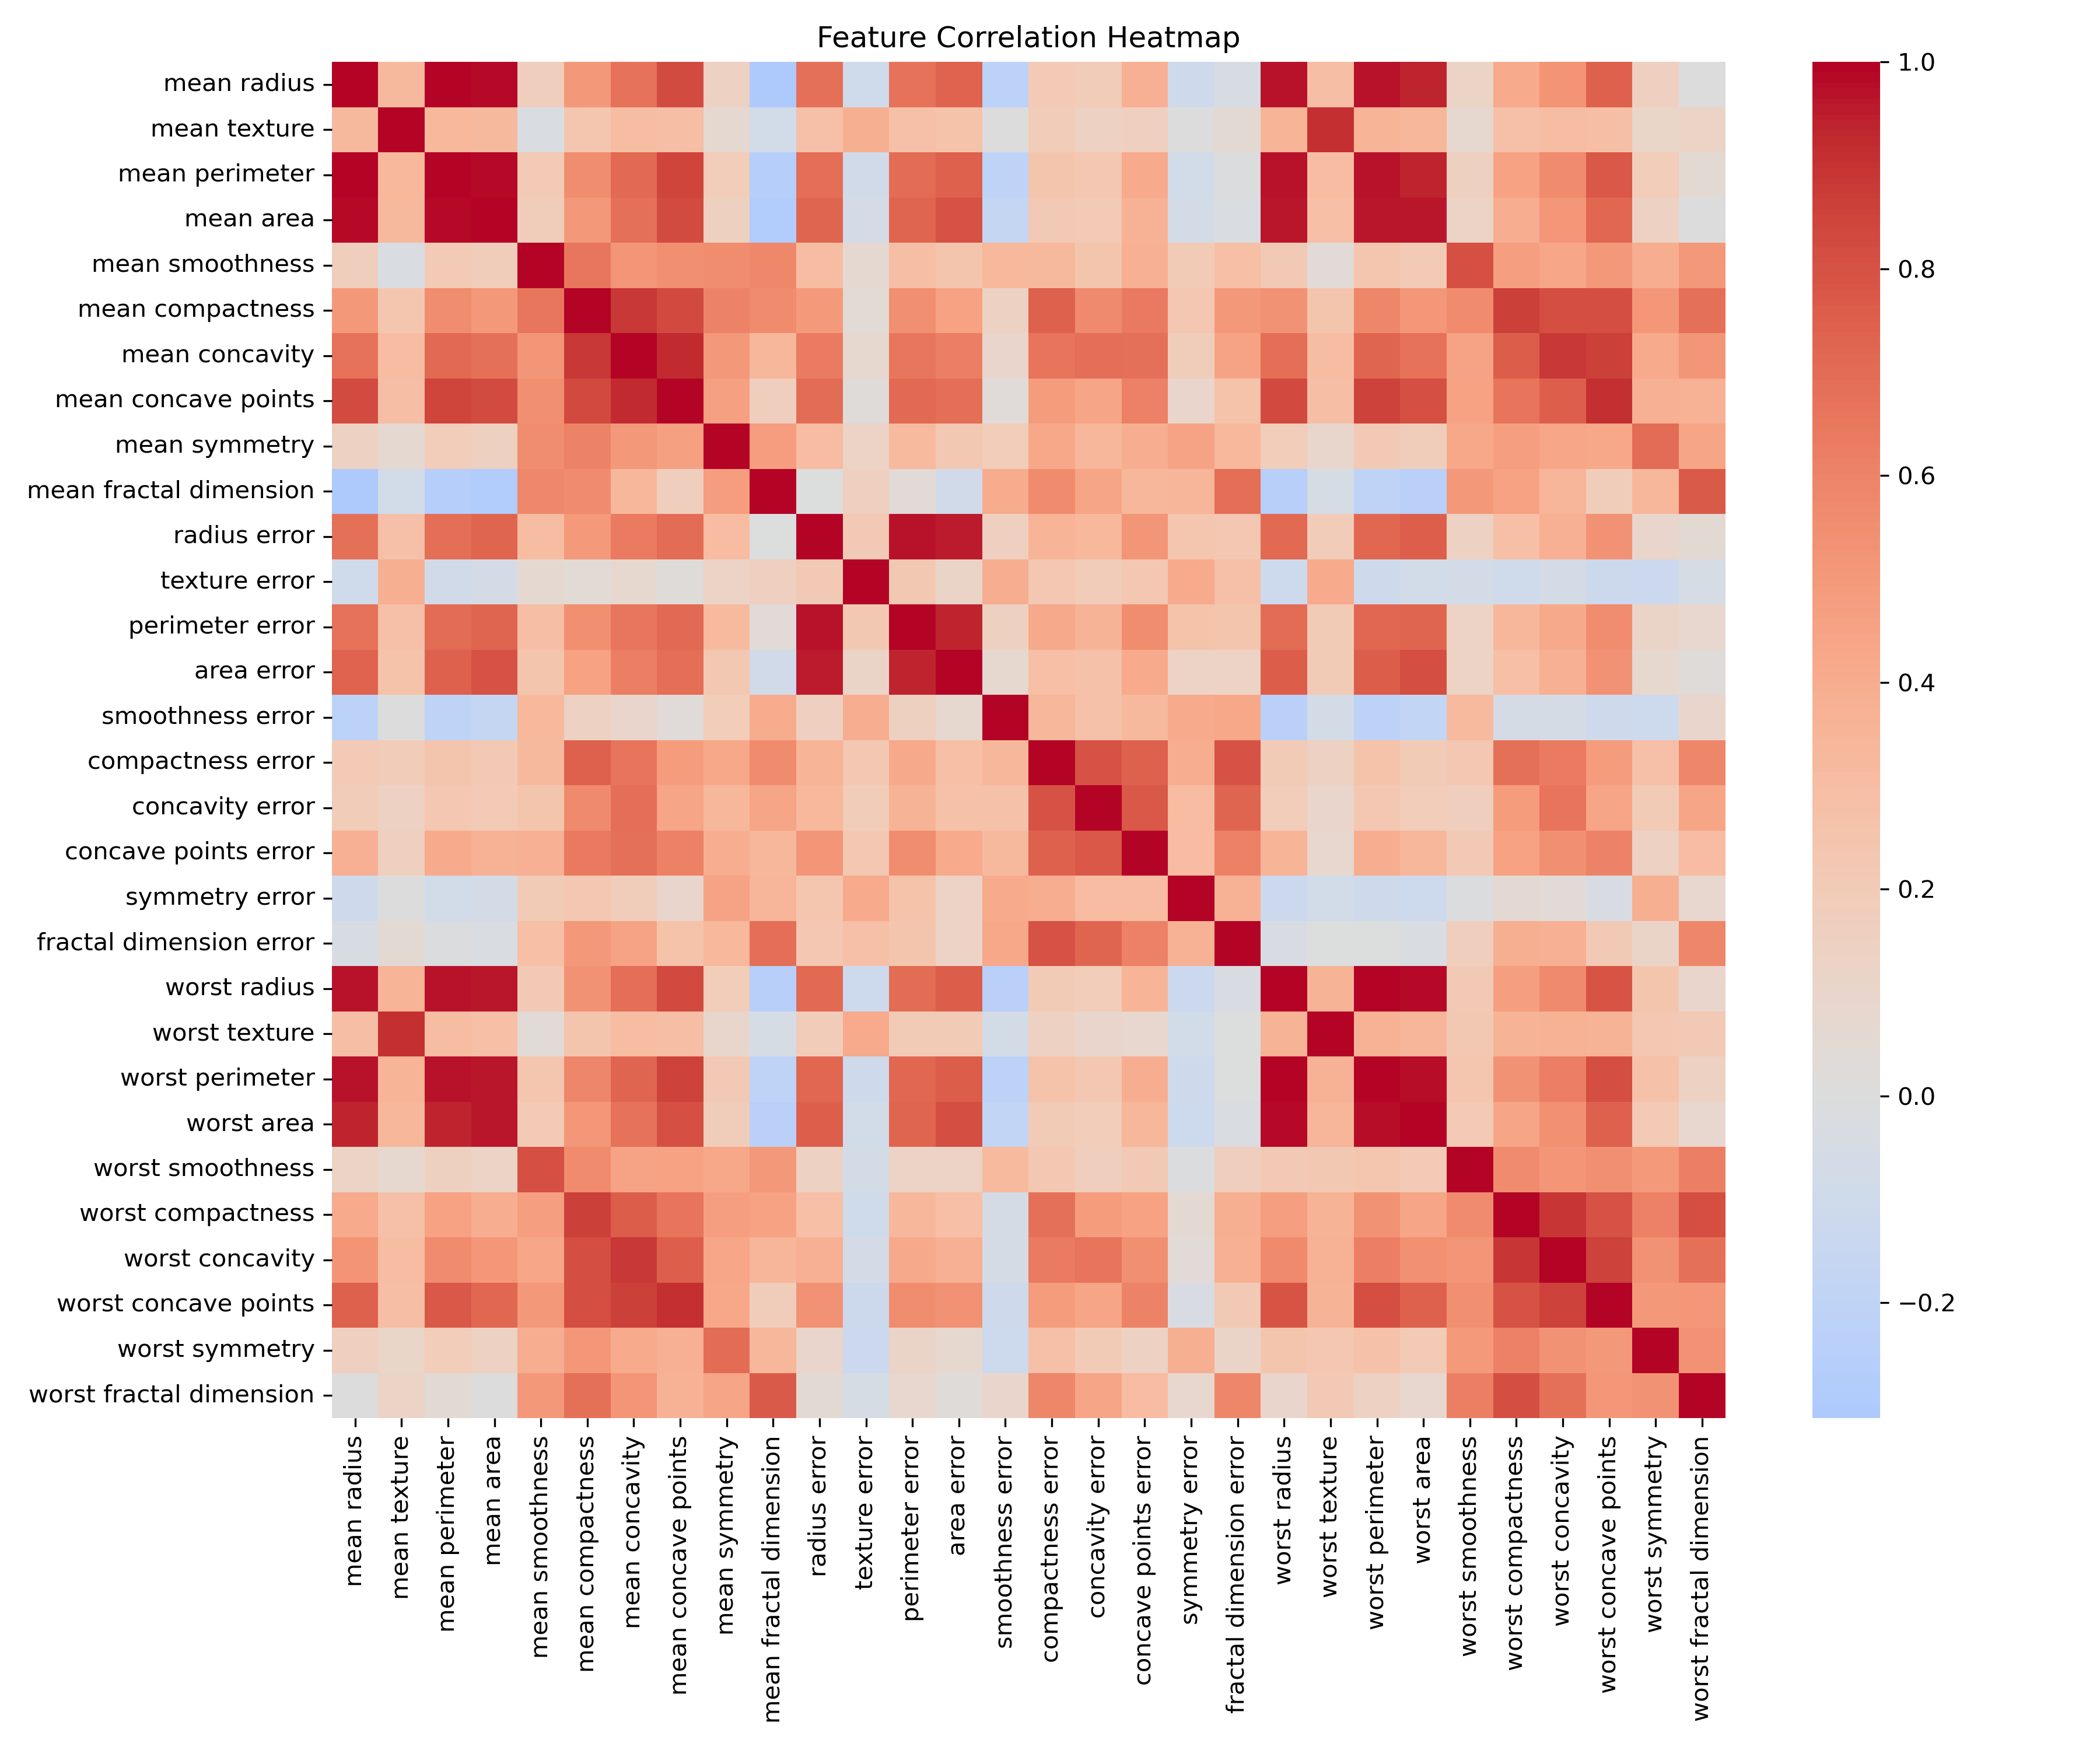 Feature Correlation Heatmap
mean radius
mean texture
mean perimeter
mean area
mean smoothness
mean compactness
mean concavity
mean concave points
mean symmetry
mean fractal dimension
radius error
texture error
perimeter error
area error
smoothness error
compactness error
concavity error
concave points error
symmetry error
fractal dimension error
worst radius
worst texture
worst perimeter
worst area
worst smoothness
worst compactness
worst concavity
worst concave points
worst symmetry
worst fractal dimension
mean radius
mean texture
mean perimeter
mean area
mean smoothness
mean compactness
mean concavity
mean concave points
mean symmetry
mean fractal dimension
radius error
texture error
perimeter error
area error
smoothness error
compactness error
concavity error
concave points error
symmetry error
fractal dimension error
worst radius
worst texture
worst perimeter
worst area
worst smoothness
worst compactness
worst concavity
worst concave points
worst symmetry
worst fractal dimension
1.0
0.8
0.6
0.4
0.2
0.0
−0.2